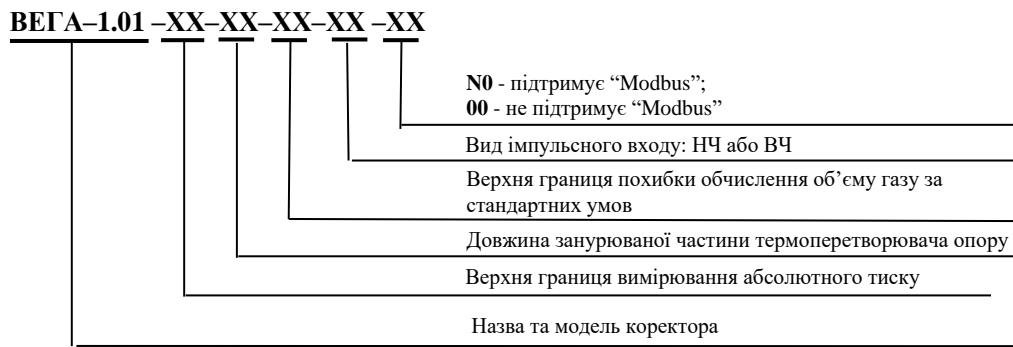 ВЕГА–1.01 –ХХ–ХХ–ХХ–ХХ –ХХ
N0 - підтримує “Modbus”;
00 - не підтримує “Modbus”
Вид імпульсного входу: НЧ або ВЧ
Верхня границя похибки обчислення об’єму газу за
стандартних умов
Довжина занурюваної частини термоперетворювача опору
Верхня границя вимірювання абсолютного тиску
Назва та модель коректора